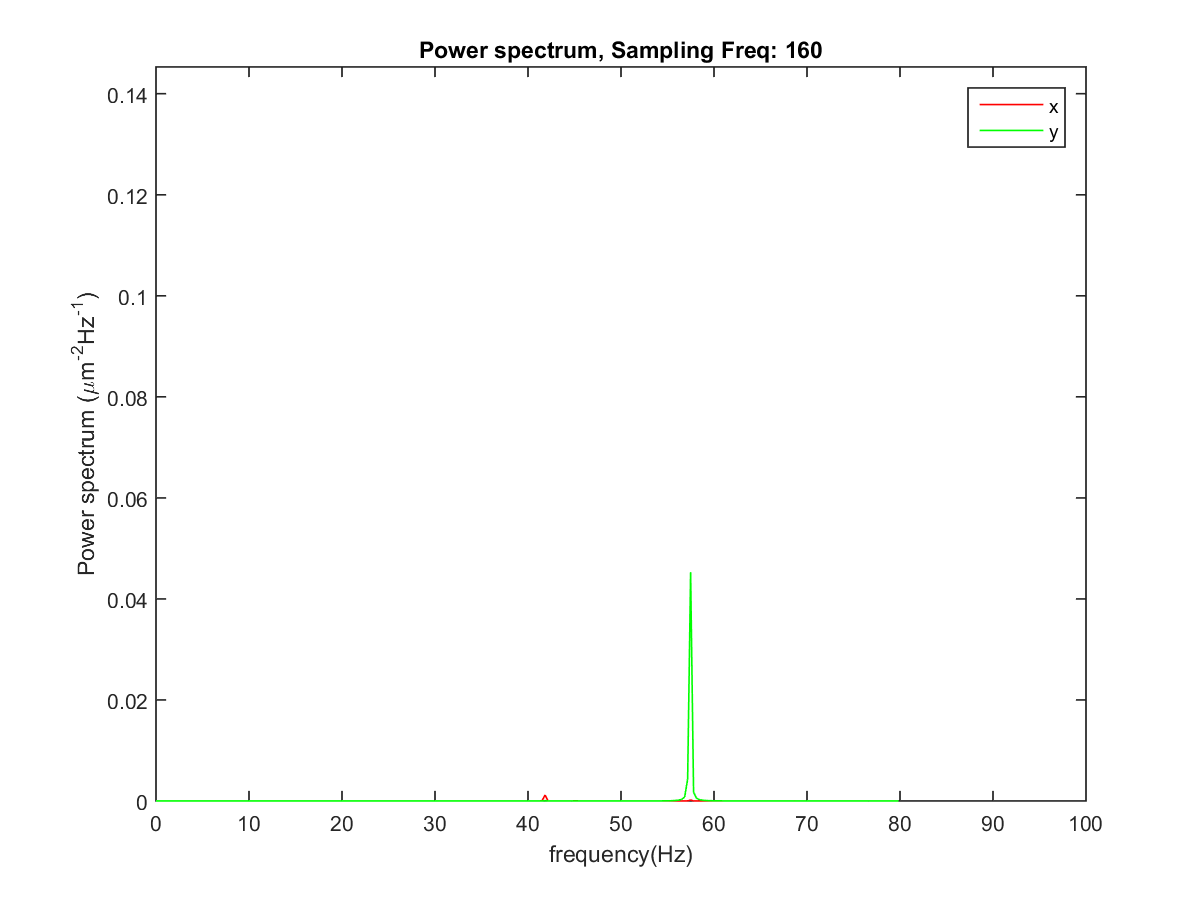 Power spectrum, Sampling Freq: 160
x
y
0.14
0.12
0.1
0.08
0.06
0.04
0.02
0
Power spectrum (μm⁻²Hz⁻¹)
0 10 20 30 40 50 60 70 80 90 100
frequency(Hz)